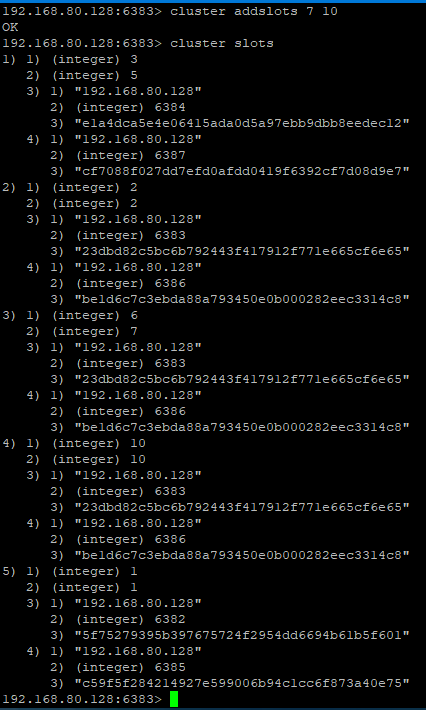 192.168.80.128:6383> cluster addslots 7 10
OK
192.168.80.128:6383> cluster slots
1) 1) (integer) 3
   2) (integer) 5
   3) 1) "192.168.80.128"
      2) (integer) 6384
      3) "e1a4dca5e4e06415ada0d5a97ebb9dbb8eedec12"
   4) 1) "192.168.80.128"
      2) (integer) 6387
      3) "cf7088f027dd7efd0afdd0419f6392cf7d08d9e7"
2) 1) (integer) 2
   2) (integer) 2
   3) 1) "192.168.80.128"
      2) (integer) 6383
      3) "23dbd82c5bc6b792443f417912f771e665cf6e65"
   4) 1) "192.168.80.128"
      2) (integer) 6386
      3) "be1d6c7c3ebda88a793450e0b000282eec3314c8"
3) 1) (integer) 6
   2) (integer) 7
   3) 1) "192.168.80.128"
      2) (integer) 6383
      3) "23dbd82c5bc6b792443f417912f771e665cf6e65"
   4) 1) "192.168.80.128"
      2) (integer) 6386
      3) "be1d6c7c3ebda88a793450e0b000282eec3314c8"
4) 1) (integer) 10
   2) (integer) 10
   3) 1) "192.168.80.128"
      2) (integer) 6383
      3) "23dbd82c5bc6b792443f417912f771e665cf6e65"
   4) 1) "192.168.80.128"
      2) (integer) 6386
      3) "be1d6c7c3ebda88a793450e0b000282eec3314c8"
5) 1) (integer) 1
   2) (integer) 1
   3) 1) "192.168.80.128"
      2) (integer) 6382
      3) "5f75279395b397675724f2954dd6694b61b5f601"
   4) 1) "192.168.80.128"
      2) (integer) 6385
      3) "c59f5f284214927e599006b94c1cc6f873a40e75"
192.168.80.128:6383>